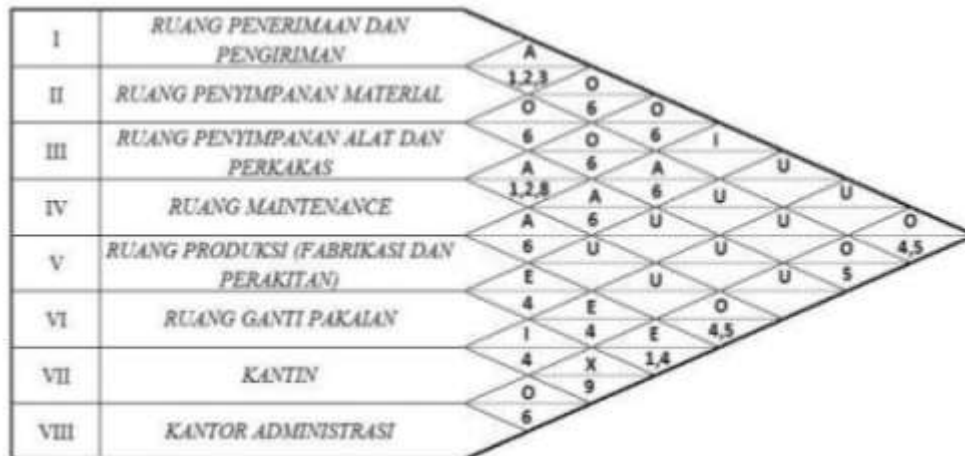 I RUANG PENERIMAAN DAN
PENGIRIMAN
II RUANG PENYIMPANAN MATERIAL
III RUANG PENYIMPANAN ALAT DAN
PERKAKAS
IV RUANG MAINTENANCE
V RUANG PRODUKSI (FABRIKASI DAN
PERAKITAN)
VI RUANG GANTI PAKAIAN
VII KANTIN
VIII KANTOR ADMINISTRASI
A
1,2,3 O
O 6 O
6 O 6 I
A 6 A U
1,2,8 A 6 U U
A 6 U U O
6 U U O 4,5
E U U 5
4 E O
I 4 E 4,5
4 X 1,4
O 9
6